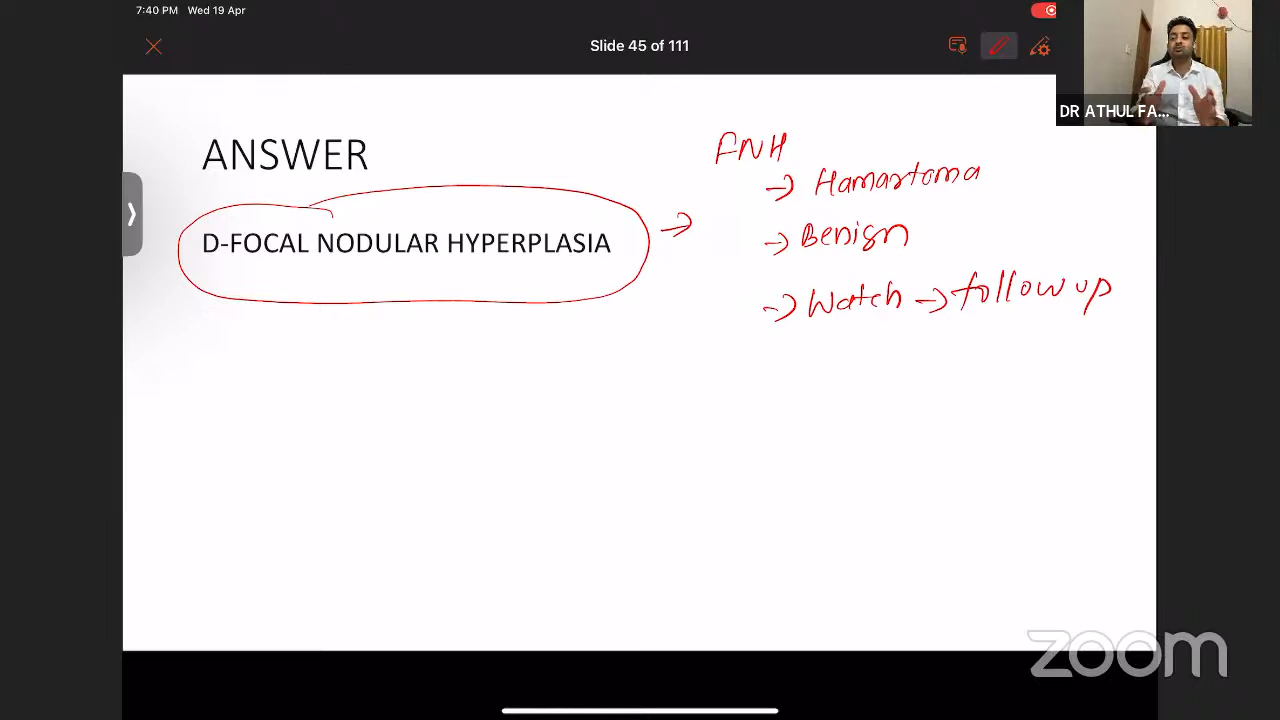 7:40 PM Wed 19 Apr
Slide 45 of 111
DR ATHUL FA...
ANSWER
D-FOCAL NODULAR HYPERPLASIA
FNH
→ Hamartoma
→ Benign
→ Watch → follow up
zoom